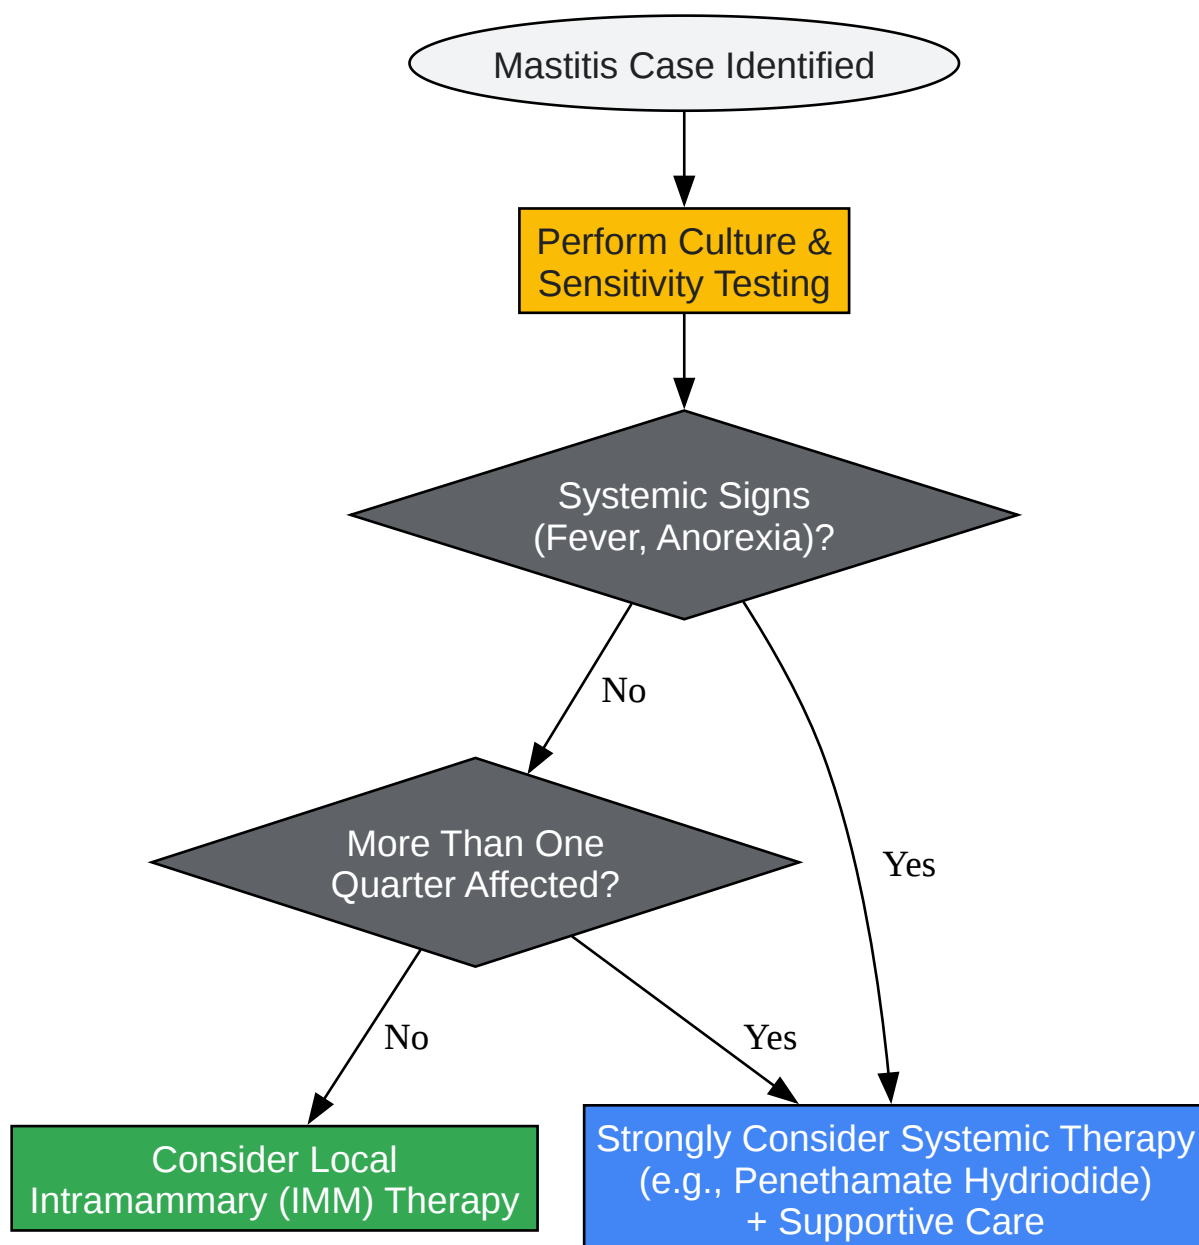 Mastitis Case Identified
Perform Culture &
Sensitivity Testing
Systemic Signs
(Fever, Anorexia)?
No
Yes
More Than One
Quarter Affected?
No
Yes
Consider Local
Intramammary (IMM) Therapy
Strongly Consider Systemic Therapy
(e.g., Penethamate Hydriodide)
+ Supportive Care